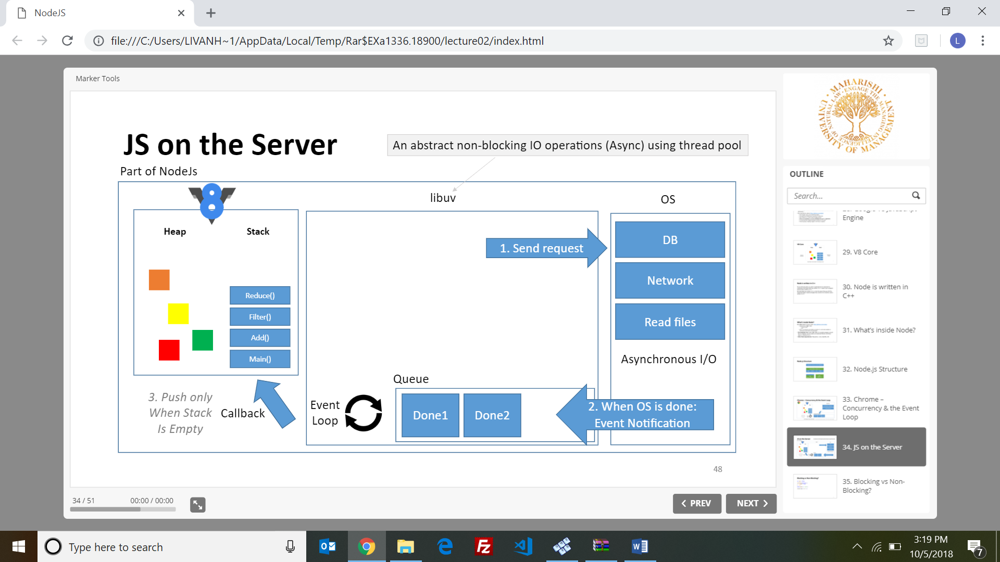 NodeJS
file:///C:/Users/LIVANH~1/AppData/Local/Temp/Rar$EXa1336.18900/lecture02/index.html
L
Marker Tools
JS on the Server
An abstract non-blocking IO operations (Async) using thread pool
Part of NodeJs
8
libuv
OS
Heap
Stack
DB
1. Send request
Network
Reduce()
Filter()
Read files
Add()
Main()
Asynchronous I/O
Queue
3. Push only
When Stack
Is Empty
Callback
Event
Loop
Done1
Done2
2. When OS is done:
Event Notification
48
34 / 51
00:00 / 00:00
PREV
NEXT
MAHARISHI
UNIVERSITY OF MANAGEMENT
OUTLINE
Search...
Engine
29. V8 Core
30. Node is written in
C++
31. What's inside Node?
32. Node.js Structure
33. Chrome –
Concurrency & the Event
Loop
34. JS on the Server
35. Blocking vs Non-
Blocking?
Type here to search
3:19 PM
10/5/2018
7